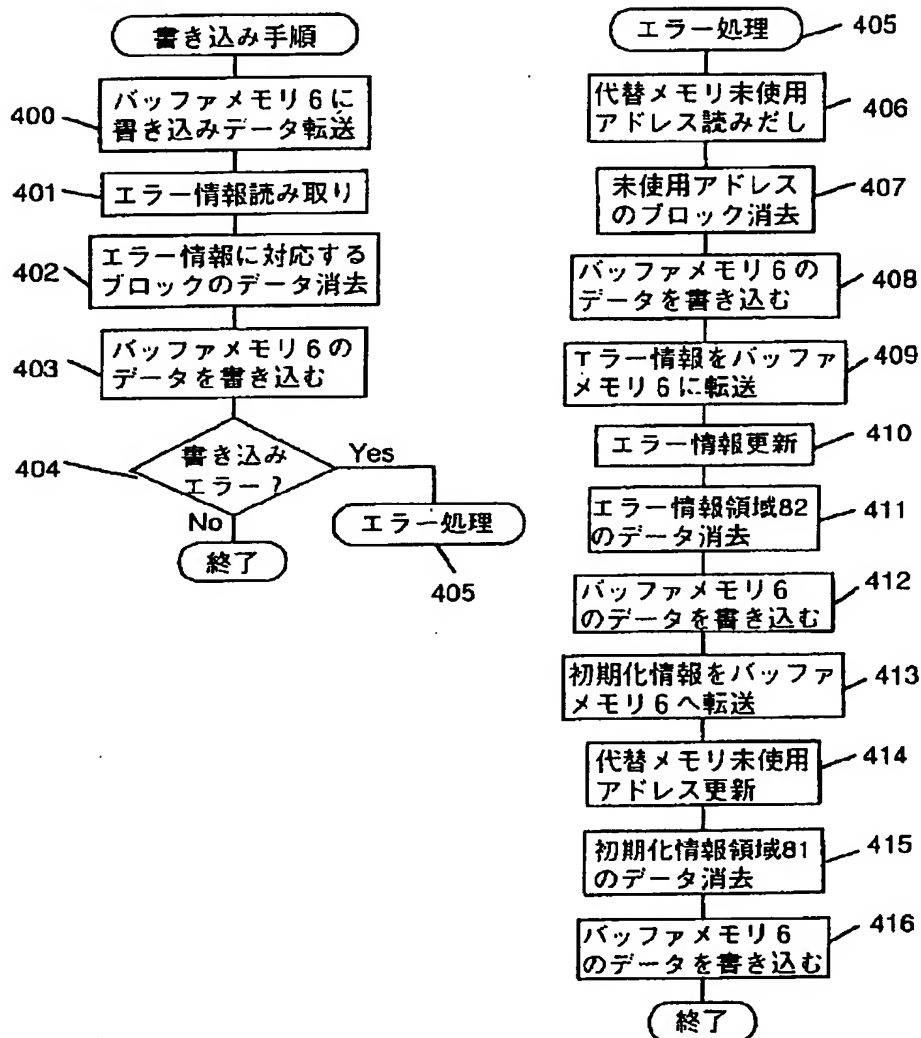 書き込み手順
400
バッファメモリ6に
書き込みデータ転送
401
エラー情報読み取り
402
エラー情報に対応する
ブロックのデータ消去
403
バッファメモリ6の
データを書き込む
404
書き込み
エラー?
Yes
No
エラー処理
405
終了
エラー処理
405
代替メモリ未使用
アドレス読みだし
406
未使用アドレス
のブロック消去
407
バッファメモリ6の
データを書き込む
408
エラー情報をバッファ
メモリ6に転送
409
エラー情報更新
410
エラー情報領域82
のデータ消去
411
バッファメモリ6
のデータを書き込む
412
初期化情報をバッファ
メモリ6へ転送
413
代替メモリ未使用
アドレス更新
414
初期化情報領域81
のデータ消去
415
バッファメモリ6
のデータを書き込む
416
終了